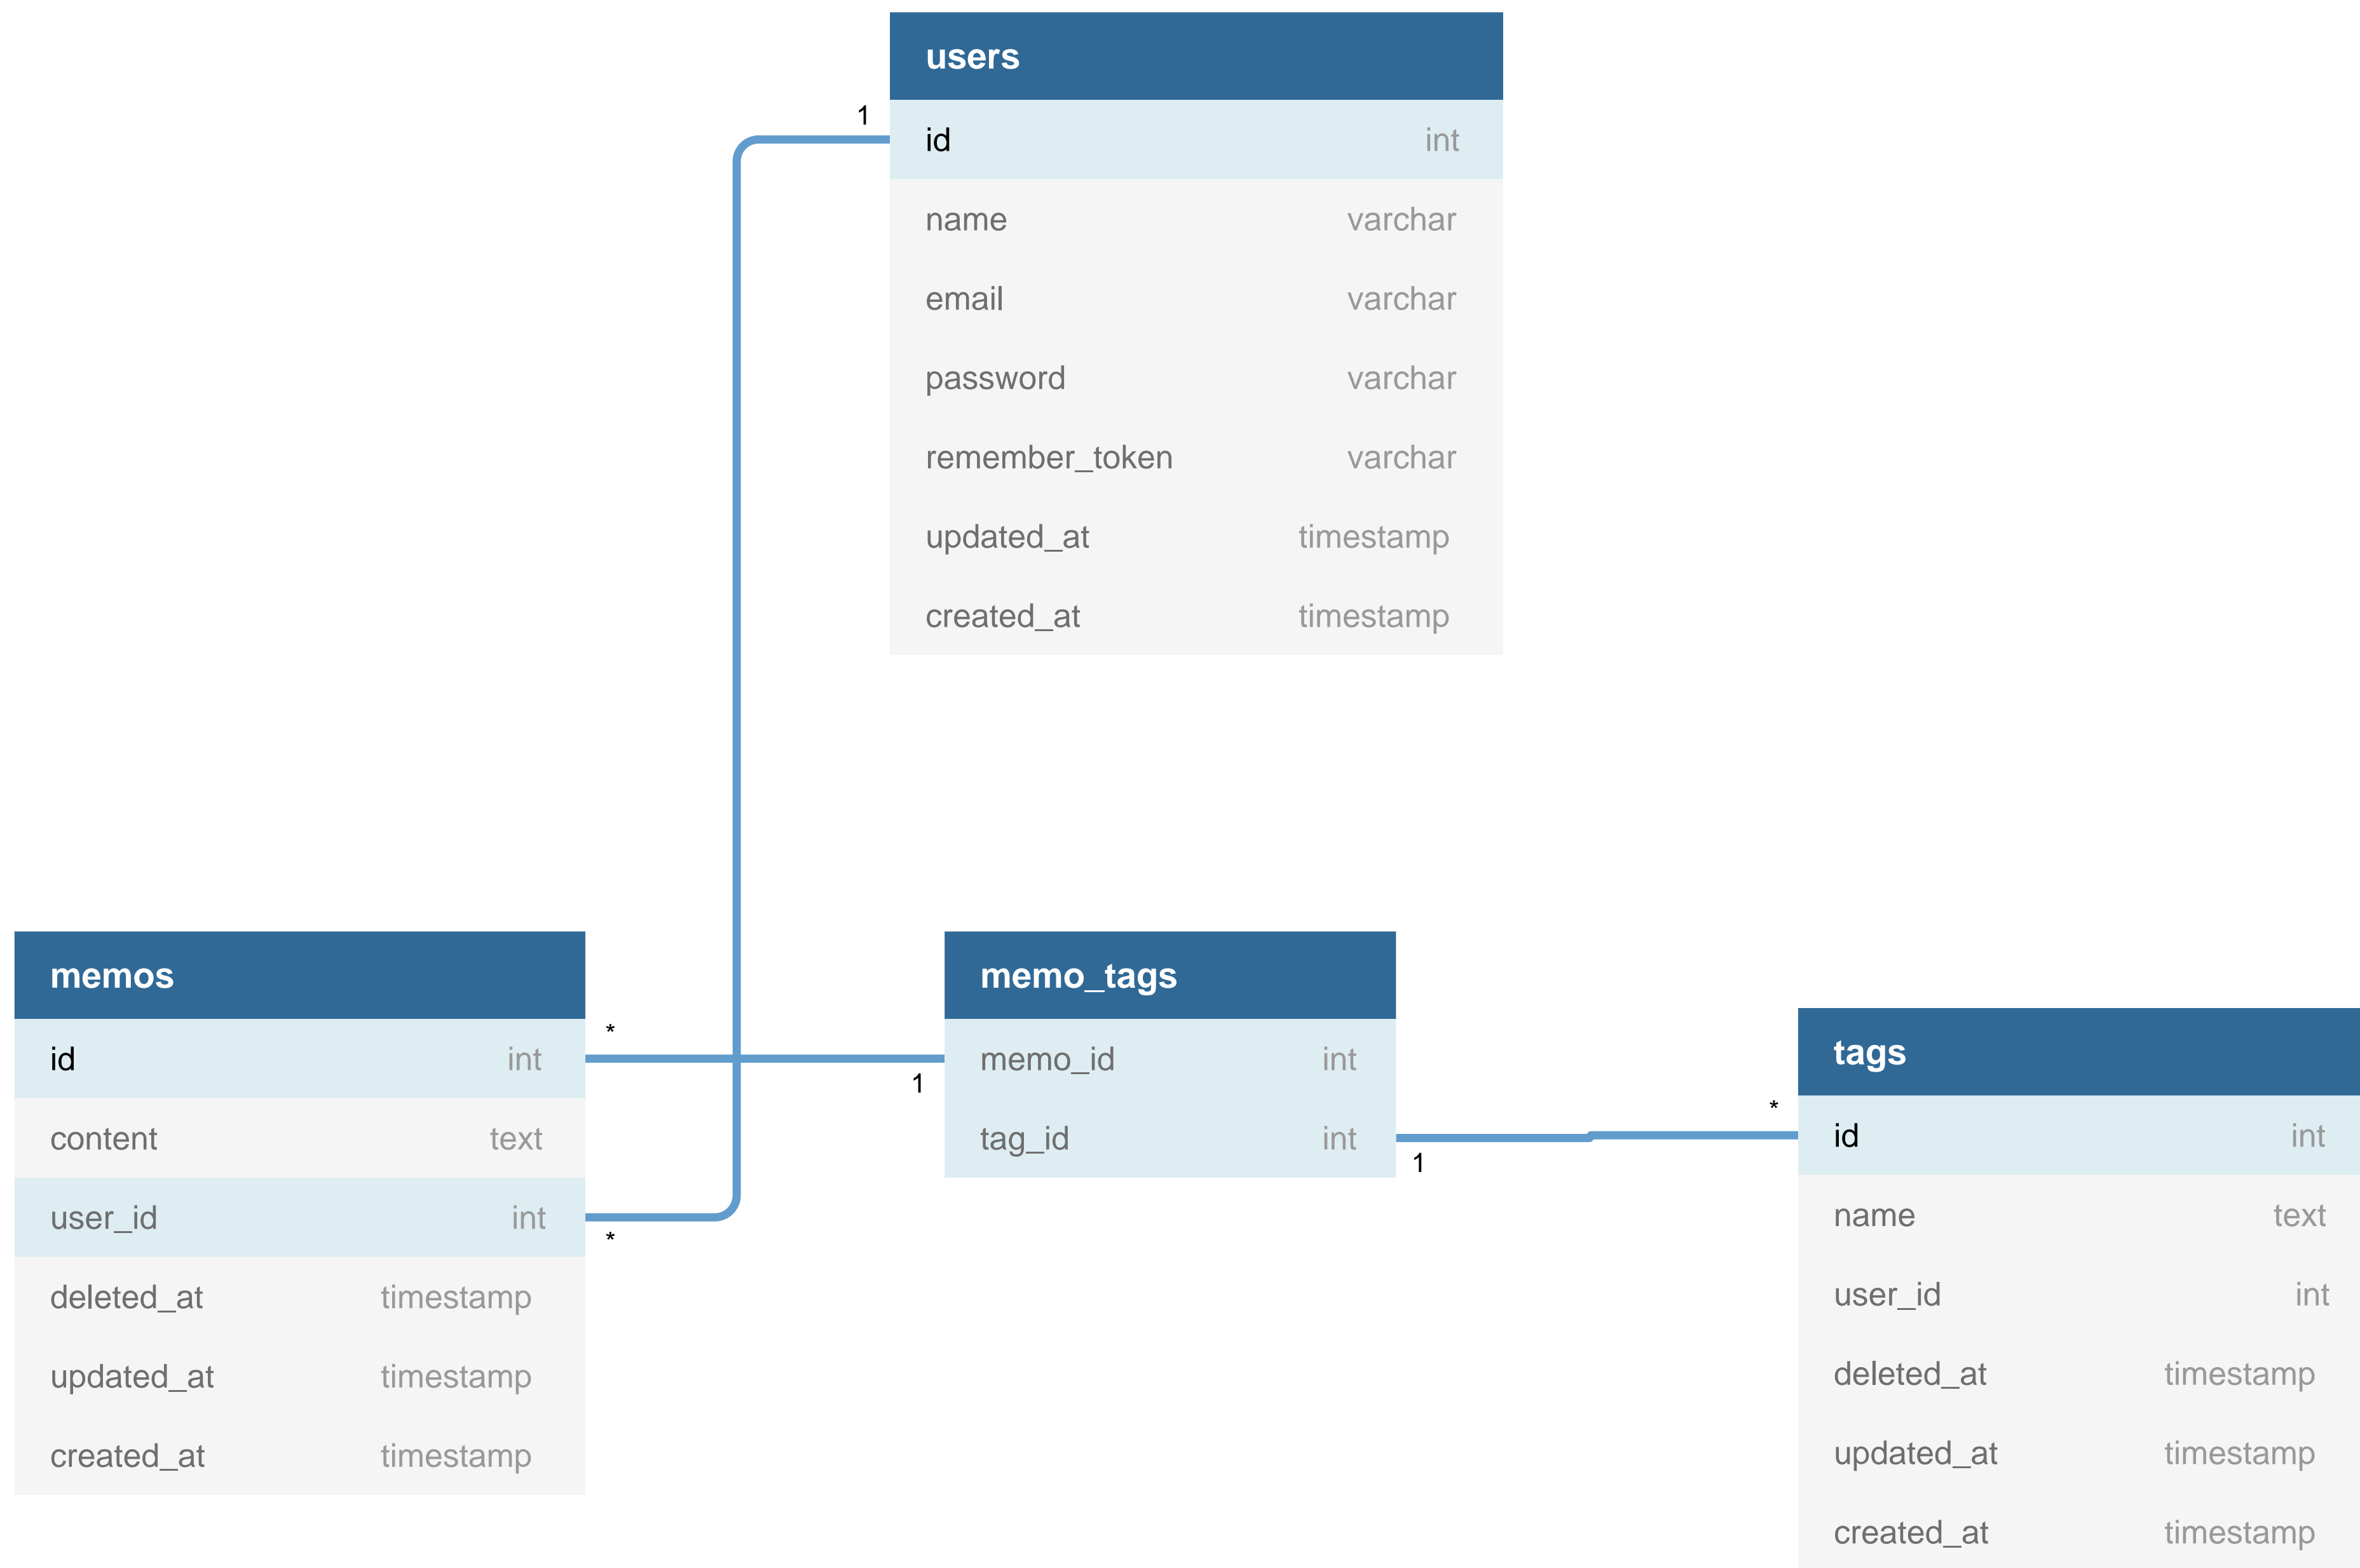 users
1
id int
name varchar
email varchar
password varchar
remember_token varchar
updated_at timestamp
created_at timestamp
memos
*
id int
content text
user_id int
*
deleted_at timestamp
updated_at timestamp
created_at timestamp
memo_tags
memo_id int
1
tag_id int
1
tags
*
id int
name text
user_id int
deleted_at timestamp
updated_at timestamp
created_at timestamp